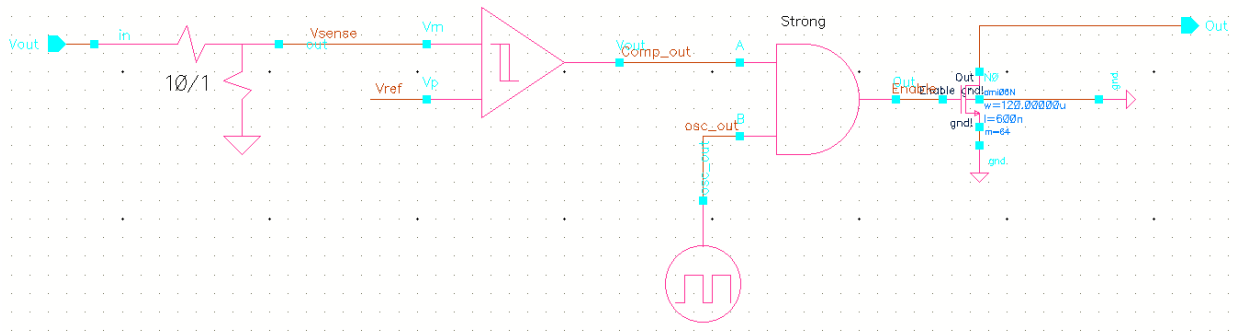 Strong
Vout
in
Vsense
out
Vm
Vout
Comp_out
A
Out
10/1
Vref
Vp
Out
N0
Out
Enable
Enable
gnd!
ami06N
gnd!
w=120.00000u
l=600n
gnd!
m=64
osc_out
B
osc_out
gnd!